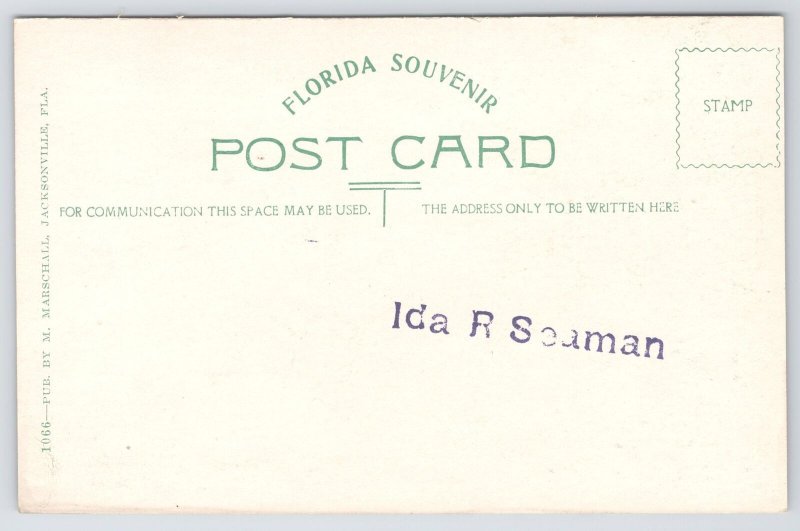 FLORIDA SOUVENIR
POST CARD
STAMP
FOR COMMUNICATION THIS SPACE MAY BE USED.
THE ADDRESS ONLY TO BE WRITTEN HERE
Ida R Seaman
1066—PUB. BY M. MARSCHALL, JACKSONVILLE, FLA.